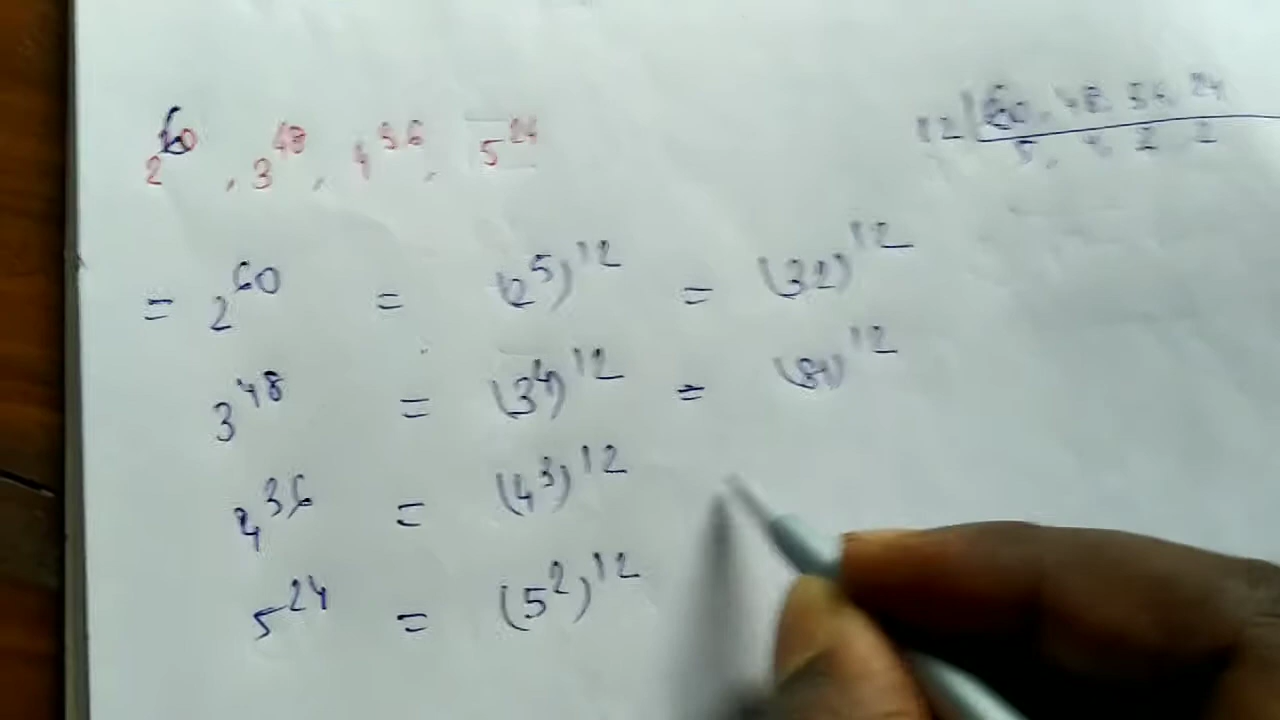 2^60, 3^48, 4^36, 5^24
12 | 60, 48, 36, 24
5, 4, 3, 2
= 2^60 = (2^5)^12 = (32)^12
3^48 = (3^4)^12 = (81)^12
4^36 = (4^3)^12
5^24 = (5^2)^12